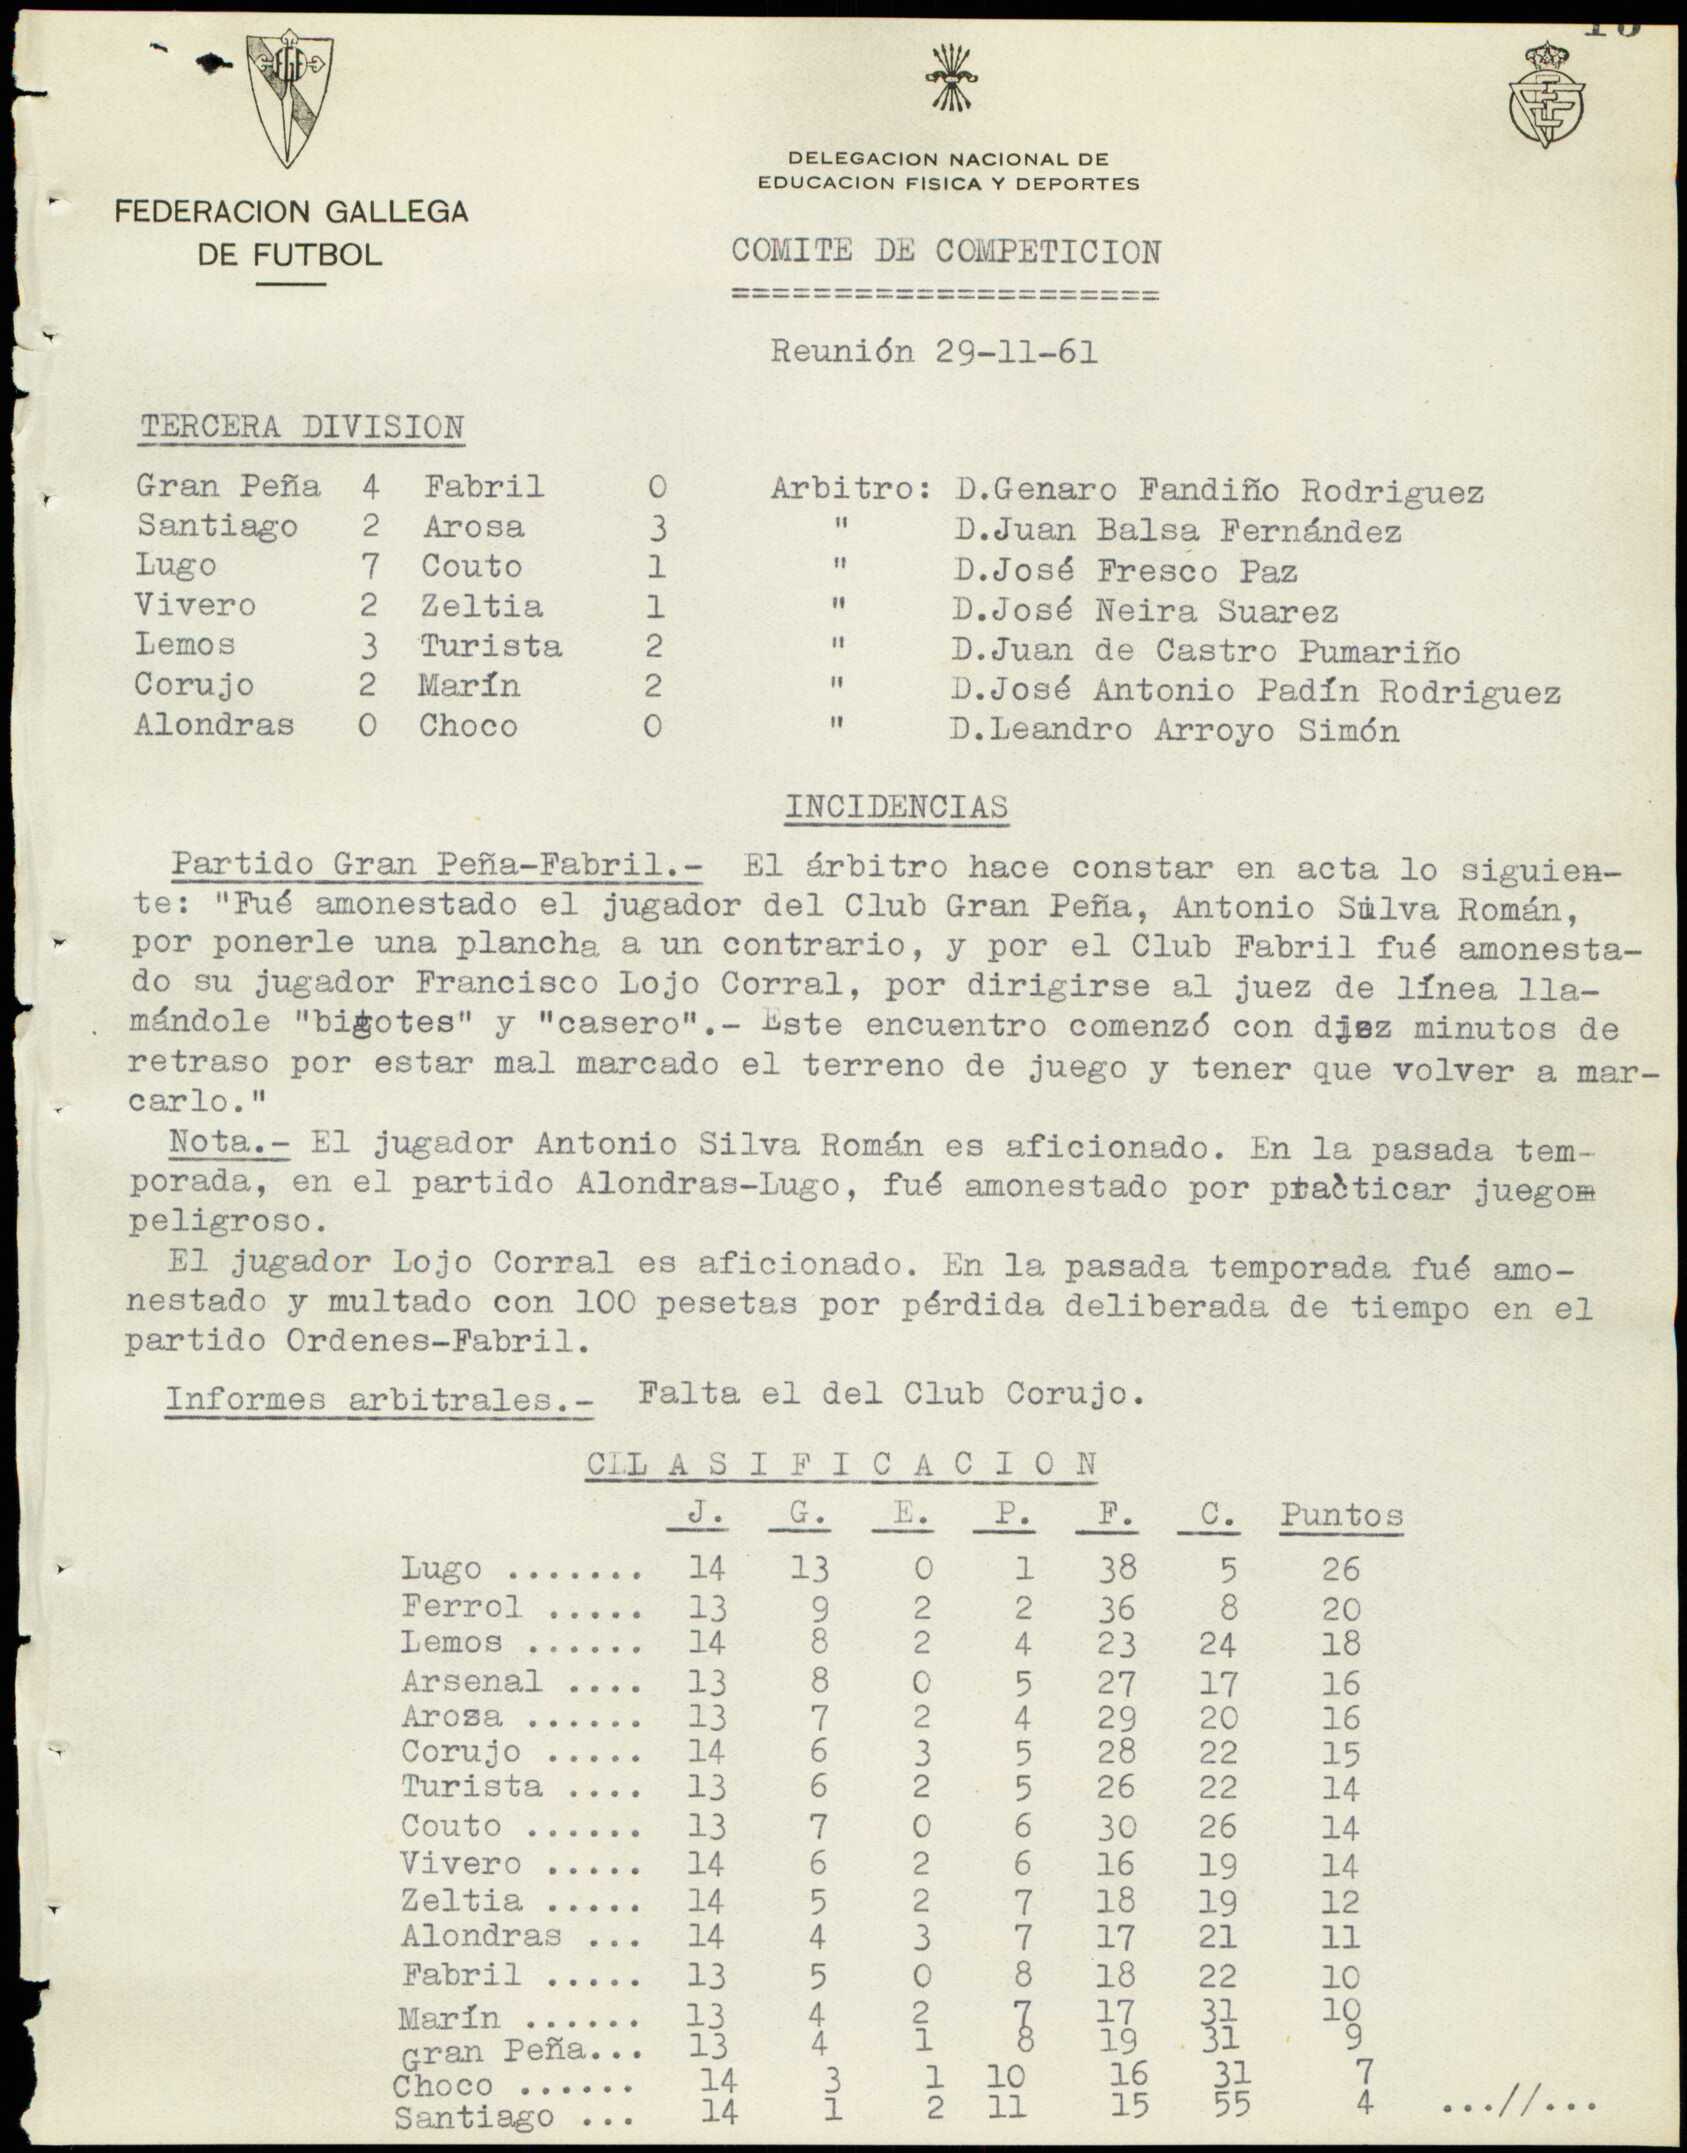 FEDERACION GALLEGA
DE FUTBOL
DELEGACION NACIONAL DE
EDUCACION FISICA Y DEPORTES
COMITE DE COMPETICION
=====================
Reunión 29-11-61
TERCERA DIVISION
Gran Peña 4 Fabril 0 Arbitro: D.Genaro Fandiño Rodriguez
Santiago 2 Arosa 3 " D.Juan Balsa Fernández
Lugo 7 Couto 1 " D.José Fresco Paz
Vivero 2 Zeltia 1 " D.José Neira Suarez
Lemos 3 Turista 2 " D.Juan de Castro Pumariño
Corujo 2 Marín 2 " D.José Antonio Padín Rodriguez
Alondras 0 Choco 0 " D.Leandro Arroyo Simón
INCIDENCIAS
Partido Gran Peña-Fabril.- El árbitro hace constar en acta lo siguien-
te: "Fué amonestado el jugador del Club Gran Peña, Antonio Silva Román,
por ponerle una plancha a un contrario, y por el Club Fabril fué amonesta-
do su jugador Francisco Lojo Corral, por dirigirse al juez de línea lla-
mándole "bigotes" y "casero".- Este encuentro comenzó con diez minutos de
retraso por estar mal marcado el terreno de juego y tener que volver a mar-
carlo."
Nota.- El jugador Antonio Silva Román es aficionado. En la pasada tem-
porada, en el partido Alondras-Lugo, fué amonestado por practicar juego
peligroso.
El jugador Lojo Corral es aficionado. En la pasada temporada fué amo-
nestado y multado con 100 pesetas por pérdida deliberada de tiempo en el
partido Ordenes-Fabril.
Informes arbitrales.- Falta el del Club Corujo.
CLL A S I F I C A C I O N
J. G. E. P. F. C. Puntos
Lugo ....... 14 13 0 1 38 5 26
Ferrol ..... 13 9 2 2 36 8 20
Lemos ...... 14 8 2 4 23 24 18
Arsenal .... 13 8 0 5 27 17 16
Arosa ...... 13 7 2 4 29 20 16
Corujo ..... 14 6 3 5 28 22 15
Turista .... 13 6 2 5 26 22 14
Couto ...... 13 7 0 6 30 26 14
Vivero ..... 14 6 2 6 16 19 14
Zeltia ..... 14 5 2 7 18 19 12
Alondras ... 14 4 3 7 17 21 11
Fabril ..... 13 5 0 8 18 22 10
Marín ...... 13 4 2 7 17 31 10
Gran Peña... 13 4 1 8 19 31 9
Choco ...... 14 3 1 10 16 31 7
Santiago ... 14 1 2 11 15 55 4 ...//...